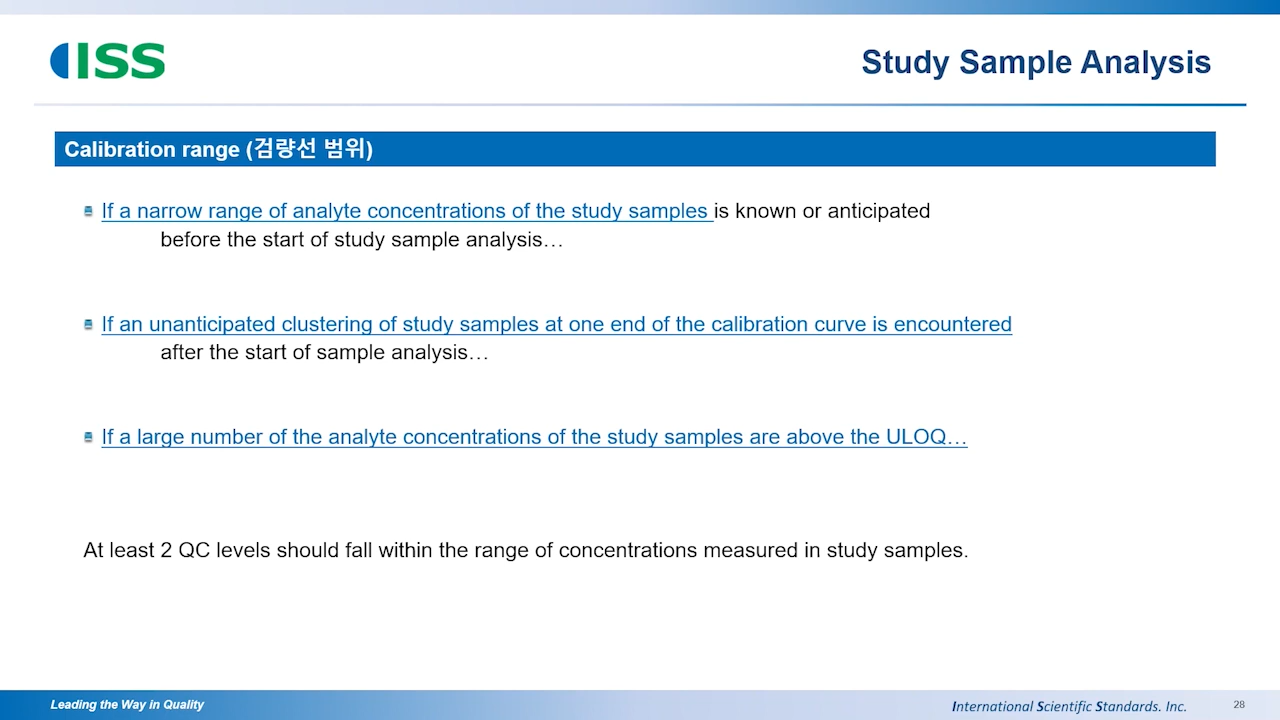 ISS
Study Sample Analysis
Calibration range (검량선 범위)
If a narrow range of analyte concentrations of the study samples is known or anticipated
before the start of study sample analysis…
If an unanticipated clustering of study samples at one end of the calibration curve is encountered
after the start of sample analysis…
If a large number of the analyte concentrations of the study samples are above the ULOQ…
At least 2 QC levels should fall within the range of concentrations measured in study samples.
Leading the Way in Quality
International Scientific Standards. Inc.
28